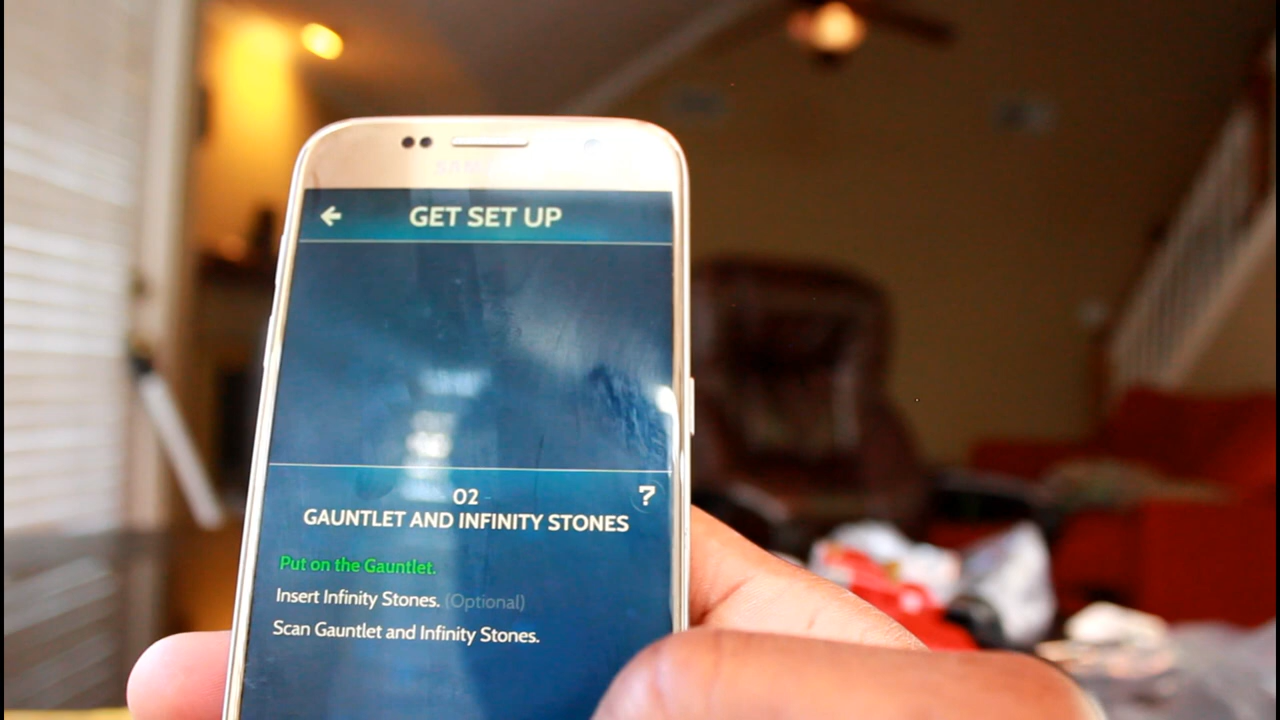 GET SET UP
02
?
GAUNTLET AND INFINITY STONES
Put on the Gauntlet.
Insert Infinity Stones. (Optional)
Scan Gauntlet and Infinity Stones.